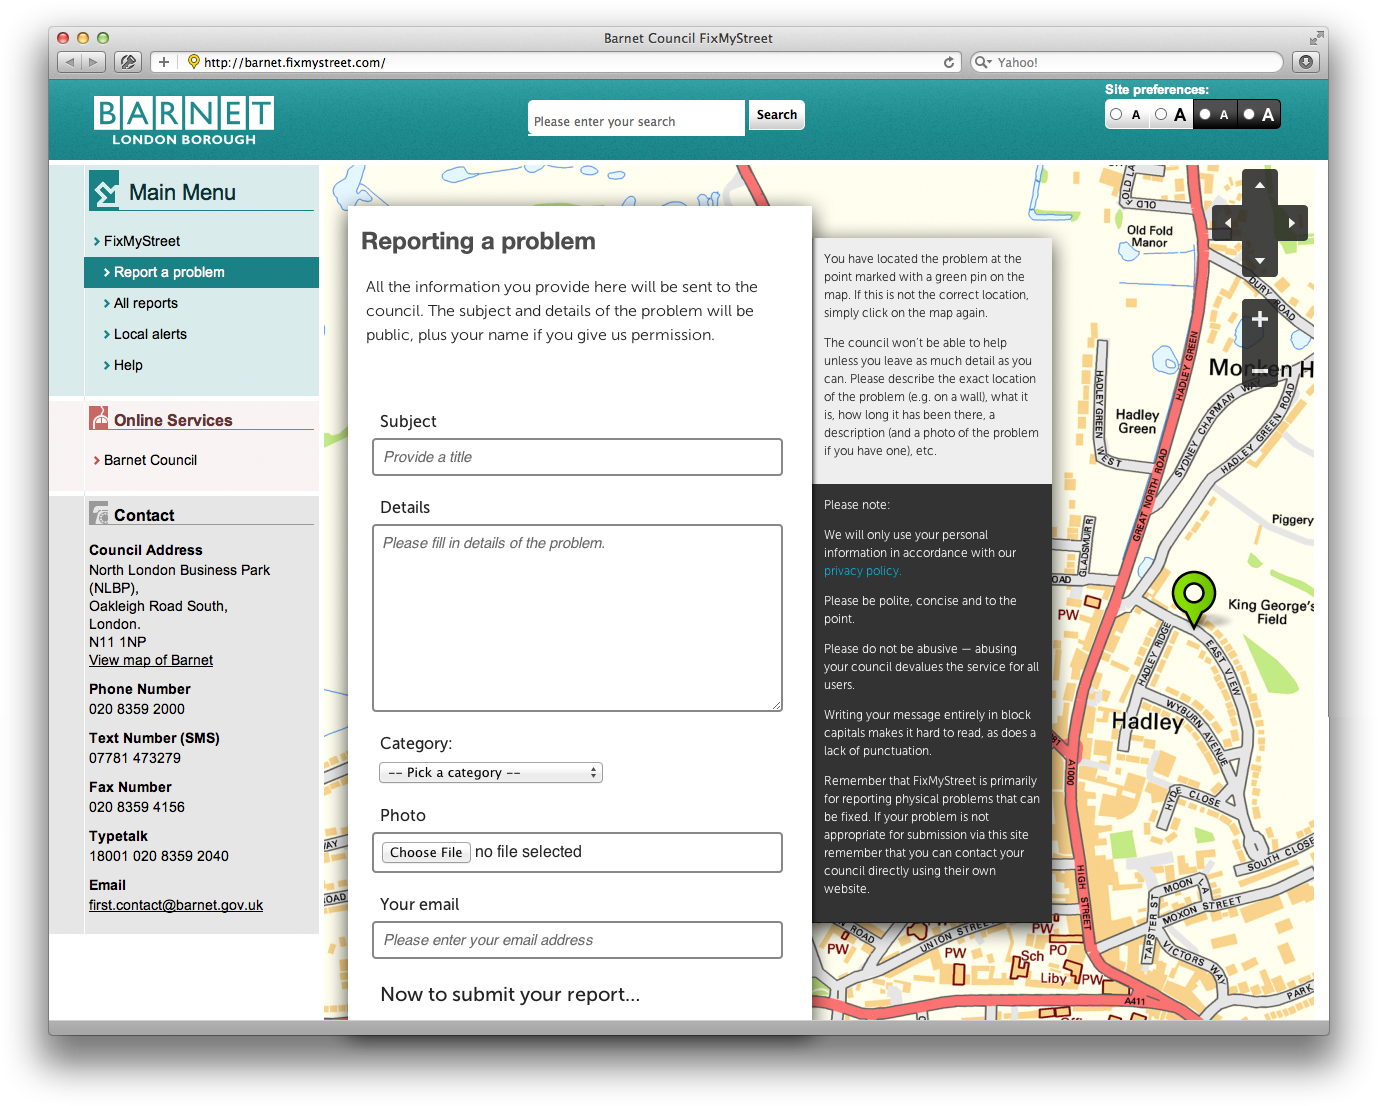 Barnet Council FixMyStreet
http://barnet.fixmystreet.com/
Yahoo!
BARNET
LONDON BOROUGH
Please enter your search
Search
Site preferences:
A A A A
Main Menu
FixMyStreet
Report a problem
All reports
Local alerts
Help
Online Services
Barnet Council
Contact
Council Address
North London Business Park
(NLBP),
Oakleigh Road South,
London.
N11 1NP
View map of Barnet
Phone Number
020 8359 2000
Text Number (SMS)
07781 473279
Fax Number
020 8359 4156
Typetalk
18001 020 8359 2040
Email
first.contact@barnet.gov.uk
Reporting a problem
All the information you provide here will be sent to the
council. The subject and details of the problem will be
public, plus your name if you give us permission.
Subject
Provide a title
Details
Please fill in details of the problem.
Category:
-- Pick a category --
Photo
Choose File no file selected
Your email
Please enter your email address
Now to submit your report...
You have located the problem at the
point marked with a green pin on the
map. If this is not the correct location,
simply click on the map again.
The council won't be able to help
unless you leave as much detail as you
can. Please describe the exact location
of the problem (e.g. on a wall), what it
is, how long it has been there, a
description (and a photo of the problem
if you have one), etc.
Please note:
We will only use your personal
information in accordance with our
privacy policy.
Please be polite, concise and to the
point.
Please do not be abusive — abusing
your council devalues the service for all
users.
Writing your message entirely in block
capitals makes it hard to read, as does a
lack of punctuation.
Remember that FixMyStreet is primarily
for reporting physical problems that can
be fixed. If your problem is not
appropriate for submission via this site
remember that you can contact your
council directly using their own
website.
OLD
Old Fold
Manor
DURY ROAD
HADLEY GREEN
Monken H
HADLEY GREEN
WEST
Hadley
Green
SYDNEY CHAPMAN WAY
HADLEY GREEN ROAD
GREAT NORTH ROAD
Piggery
GLADSMUIR R
OAD
PW
King George's
Field
HADLEY RIDGE
EAST VIEW
Hadley
WYBURN AVENUE
A1000
HYDE CLOSE
HIGH STREET
SOUTH CLOSE
MOON LA
MOXON STREET
TAPSTER ST
VICTORS WAY
PARK
ROAD
UNION STREET
PW
PW
PO
Sch
Liby
PW
A411
WAY
OAD